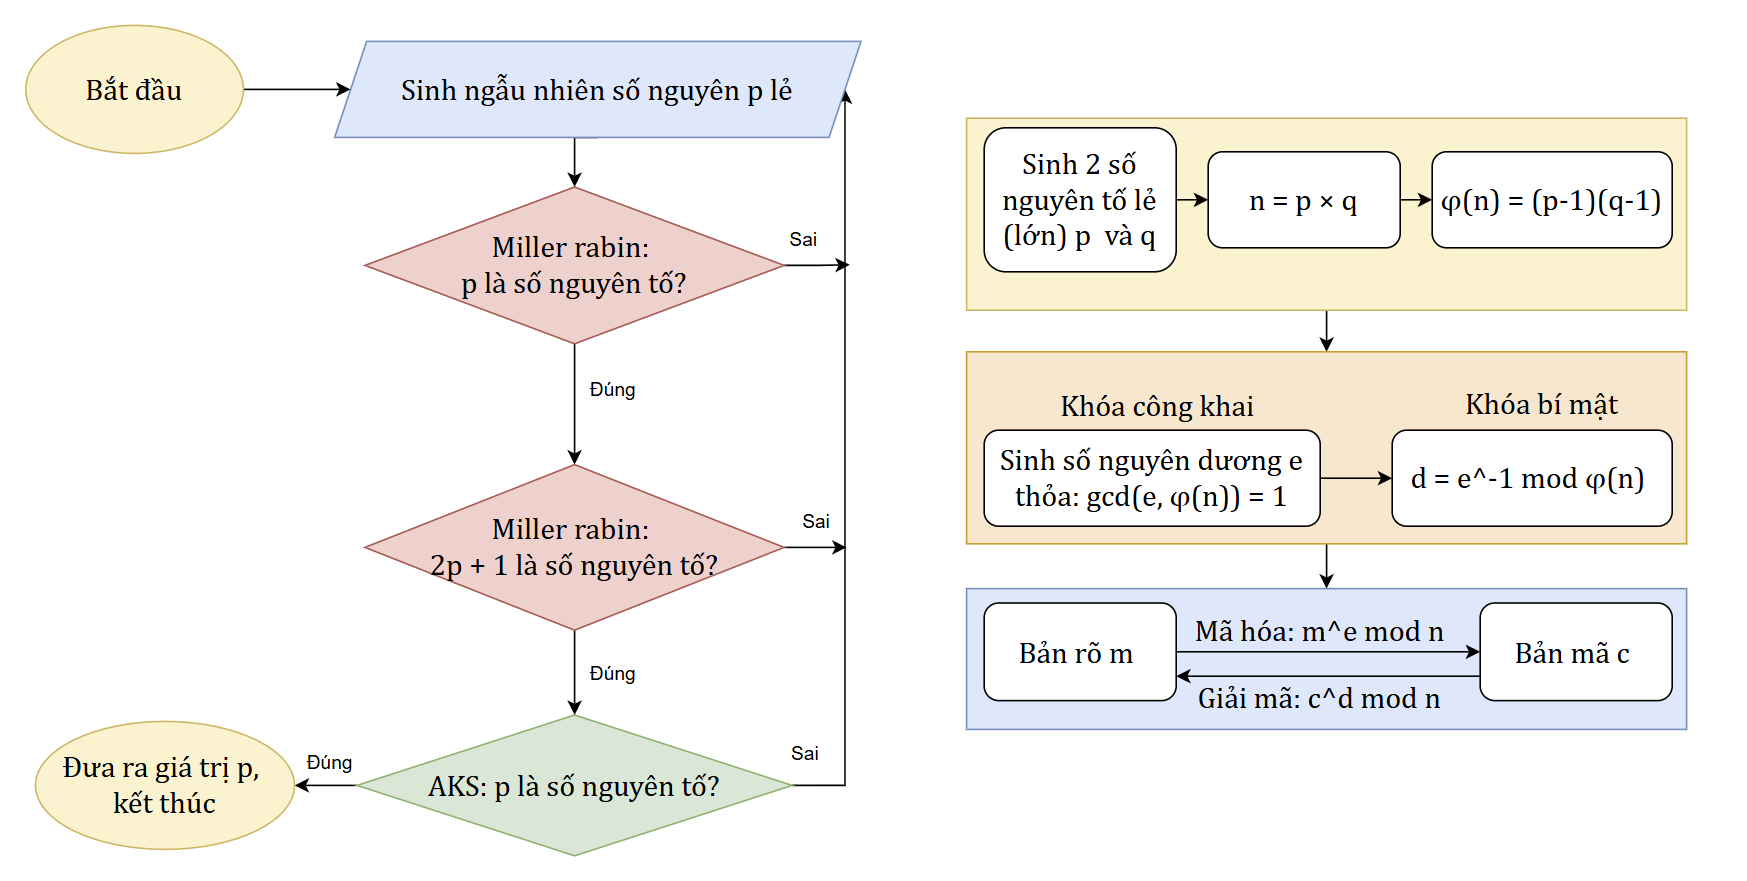 Bắt đầu
Sinh ngẫu nhiên số nguyên p lẻ
Miller rabin:
p là số nguyên tố?
Sai
Đúng
Miller rabin:
2p + 1 là số nguyên tố?
Sai
Đúng
AKS: p là số nguyên tố?
Sai
Đúng
Đưa ra giá trị p,
kết thúc
Sinh 2 số
nguyên tố lẻ
(lớn) p và q
n = p × q
φ(n) = (p-1)(q-1)
Khóa công khai
Sinh số nguyên dương e
thỏa: gcd(e, φ(n)) = 1
Khóa bí mật
d = e^-1 mod φ(n)
Bản rõ m
Mã hóa: m^e mod n
Giải mã: c^d mod n
Bản mã c